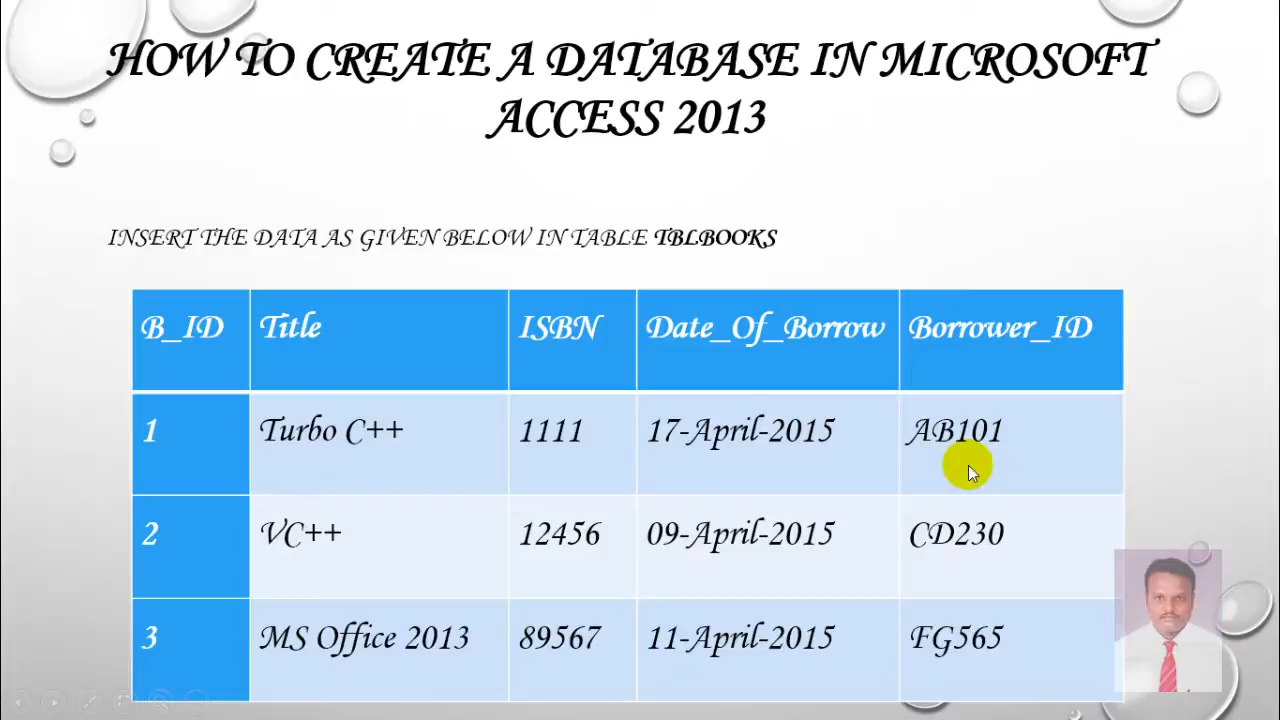 HOW TO CREATE A DATABASE IN MICROSOFT
ACCESS 2013
INSERT THE DATA AS GIVEN BELOW IN TABLE TBLBOOKS
B_ID Title ISBN Date_Of_Borrow Borrower_ID
1 Turbo C++ 1111 17-April-2015 AB101
2 VC++ 12456 09-April-2015 CD230
3 MS Office 2013 89567 11-April-2015 FG565